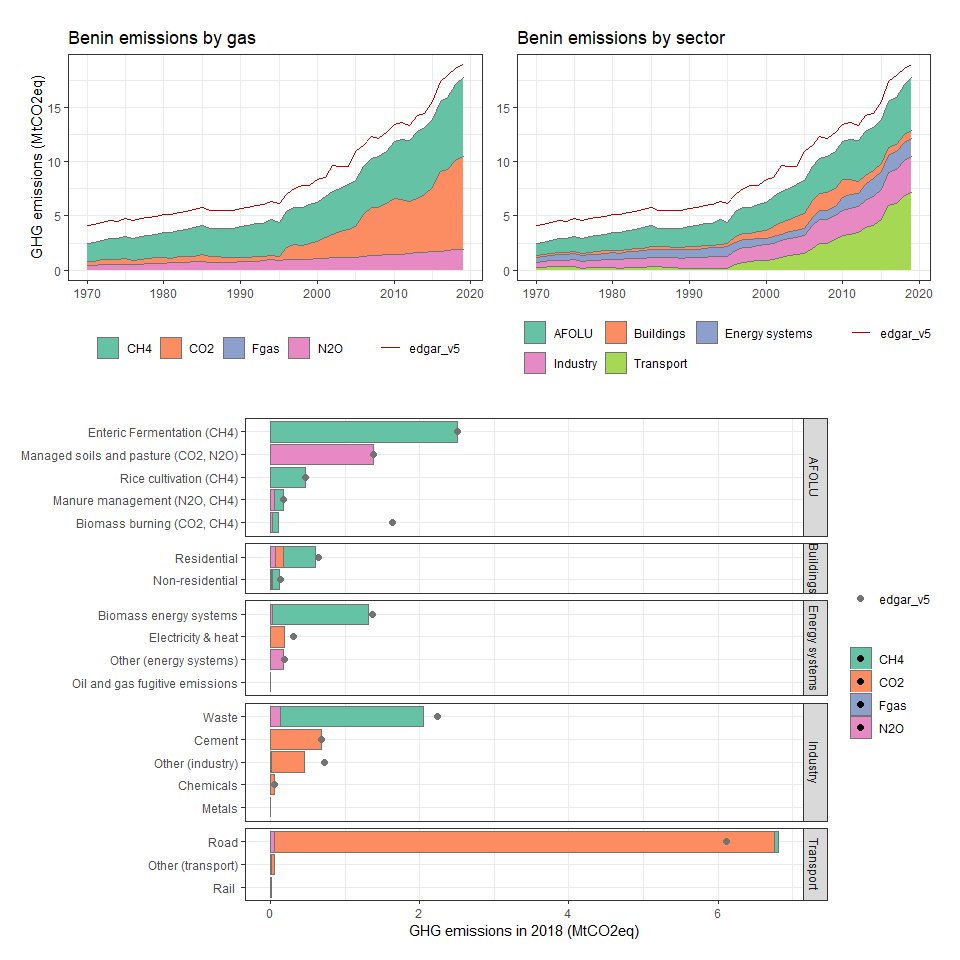 Benin emissions by gas
GHG emissions (MtCO2eq)
15
10
5
0
1970
1980
1990
2000
2010
2020
CH4
CO2
Fgas
N2O
edgar_v5
Benin emissions by sector
15
10
5
0
1970
1980
1990
2000
2010
2020
AFOLU
Buildings
Energy systems
Industry
Transport
edgar_v5
Enteric Fermentation (CH4)
Managed soils and pasture (CO2, N2O)
Rice cultivation (CH4)
Manure management (N2O, CH4)
Biomass burning (CO2, CH4)
AFOLU
Residential
Non-residential
Buildings
Biomass energy systems
Electricity & heat
Other (energy systems)
Oil and gas fugitive emissions
Energy systems
Waste
Cement
Other (industry)
Chemicals
Metals
Industry
Road
Other (transport)
Rail
Transport
0
2
4
6
GHG emissions in 2018 (MtCO2eq)
edgar_v5
CH4
CO2
Fgas
N2O